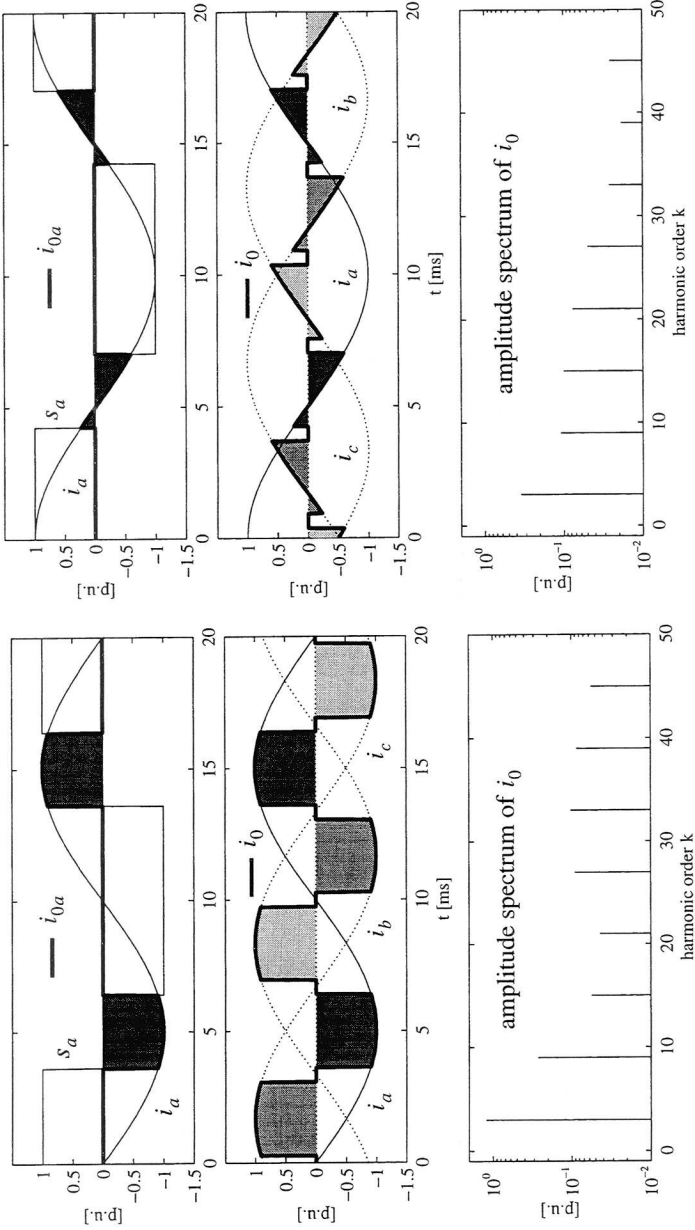 [p.u.]
1
0.5
0
−0.5
−1
−1.5
i_a
s_a
i_{0a}
0 5 10 15 20
[p.u.]
1
0.5
0
−0.5
−1
−1.5
i_0
i_a i_b i_c
0 5 10 15 20
t [ms]
[p.u.]
10^0
10^{−1}
10^{−2}
amplitude spectrum of i_0
0 10 20 30 40 50
harmonic order k
[p.u.]
1
0.5
0
−0.5
−1
−1.5
i_a
s_a
i_{0a}
0 5 10 15 20
[p.u.]
1
0.5
0
−0.5
−1
−1.5
i_0
i_c i_a i_b
0 5 10 15 20
t [ms]
[p.u.]
10^0
10^{−1}
10^{−2}
amplitude spectrum of i_0
0 10 20 30 40 50
harmonic order k